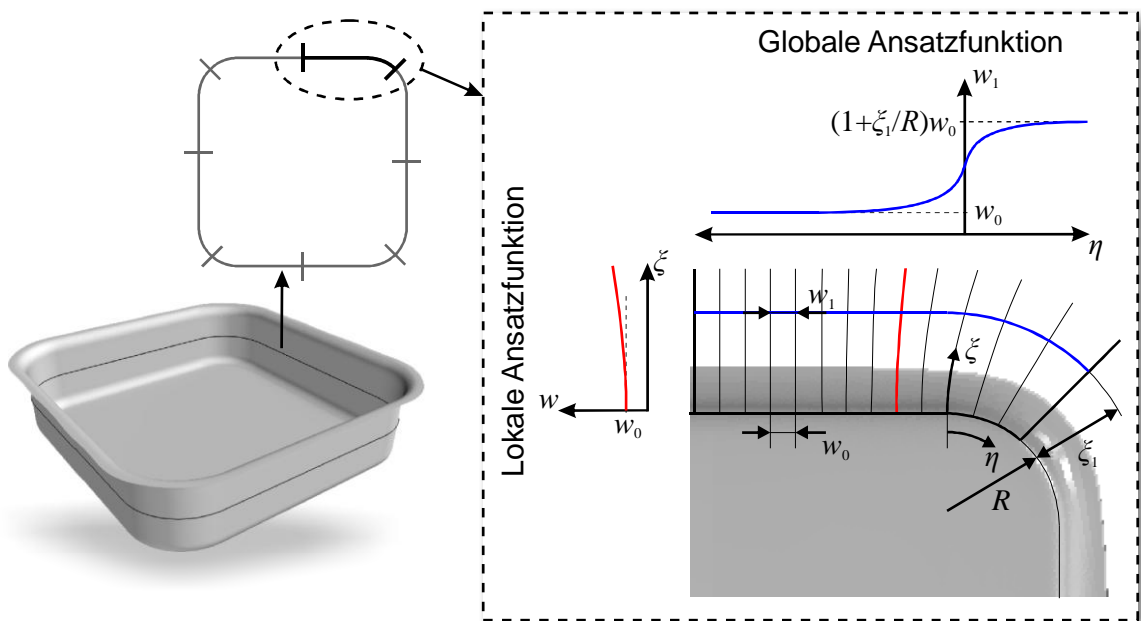 Globale Ansatzfunktion
w₁
(1+ξ₁/R)w₀
w₀
η
Lokale Ansatzfunktion
ξ
w
w₀
w₁
ξ
w₀
η
R
ξ₁